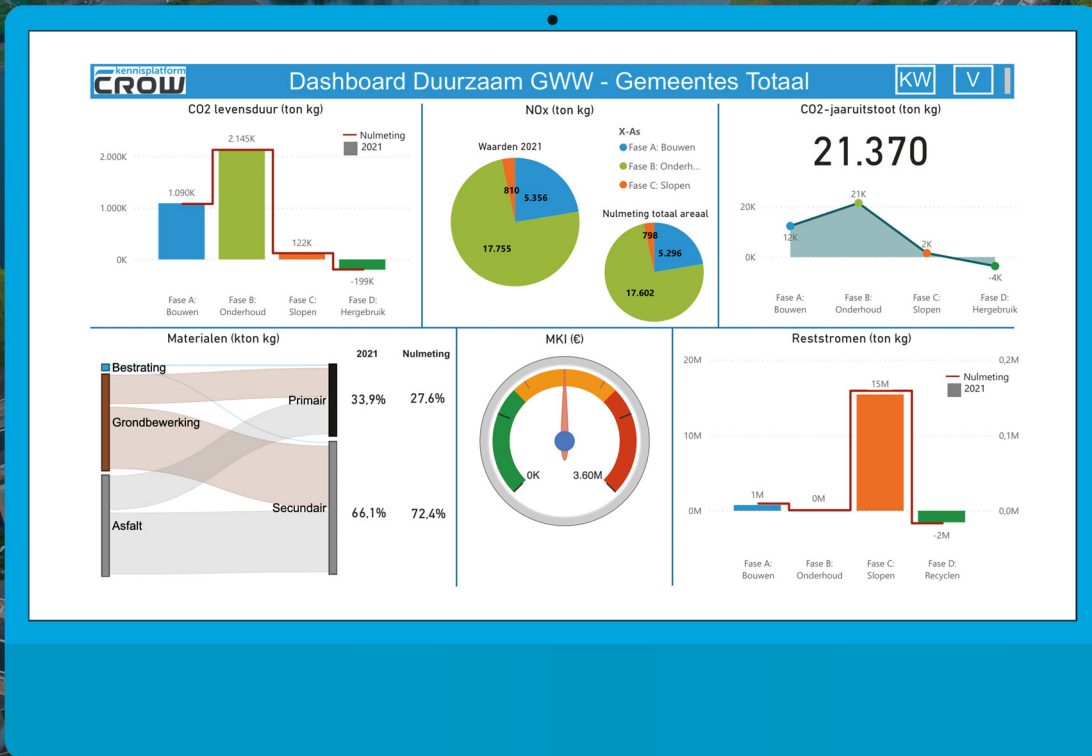 kennisplatform
CROW
Dashboard Duurzaam GWW - Gemeentes Totaal
KW
V
CO2 levensduur (ton kg)
Nulmeting
2021
2.145K
2.000K
1.090K
1.000K
122K
0K
-199K
Fase A:
Bouwen
Fase B:
Onderhoud
Fase C:
Slopen
Fase D:
Hergebruik
NOx (ton kg)
X-As
Fase A: Bouwen
Fase B: Onderh...
Fase C: Slopen
Waarden 2021
810
5.356
17.755
Nulmeting totaal areaal
798
5.296
17.602
CO2-jaaruitstoot (ton kg)
21.370
21K
20K
12K
2K
0K
-4K
Fase A:
Bouwen
Fase B:
Onderhoud
Fase C:
Slopen
Fase D:
Hergebruik
Materialen (kton kg)
2021 Nulmeting
Bestrating
Primair 33,9% 27,6%
Grondbewerking
Secundair 66,1% 72,4%
Asfalt
MKI (€)
0K
3.60M
Reststromen (ton kg)
20M
0,2M
Nulmeting
2021
15M
10M
0,1M
1M
0M
0M
0,0M
-2M
Fase A:
Bouwen
Fase B:
Onderhoud
Fase C:
Slopen
Fase D:
Recyclen